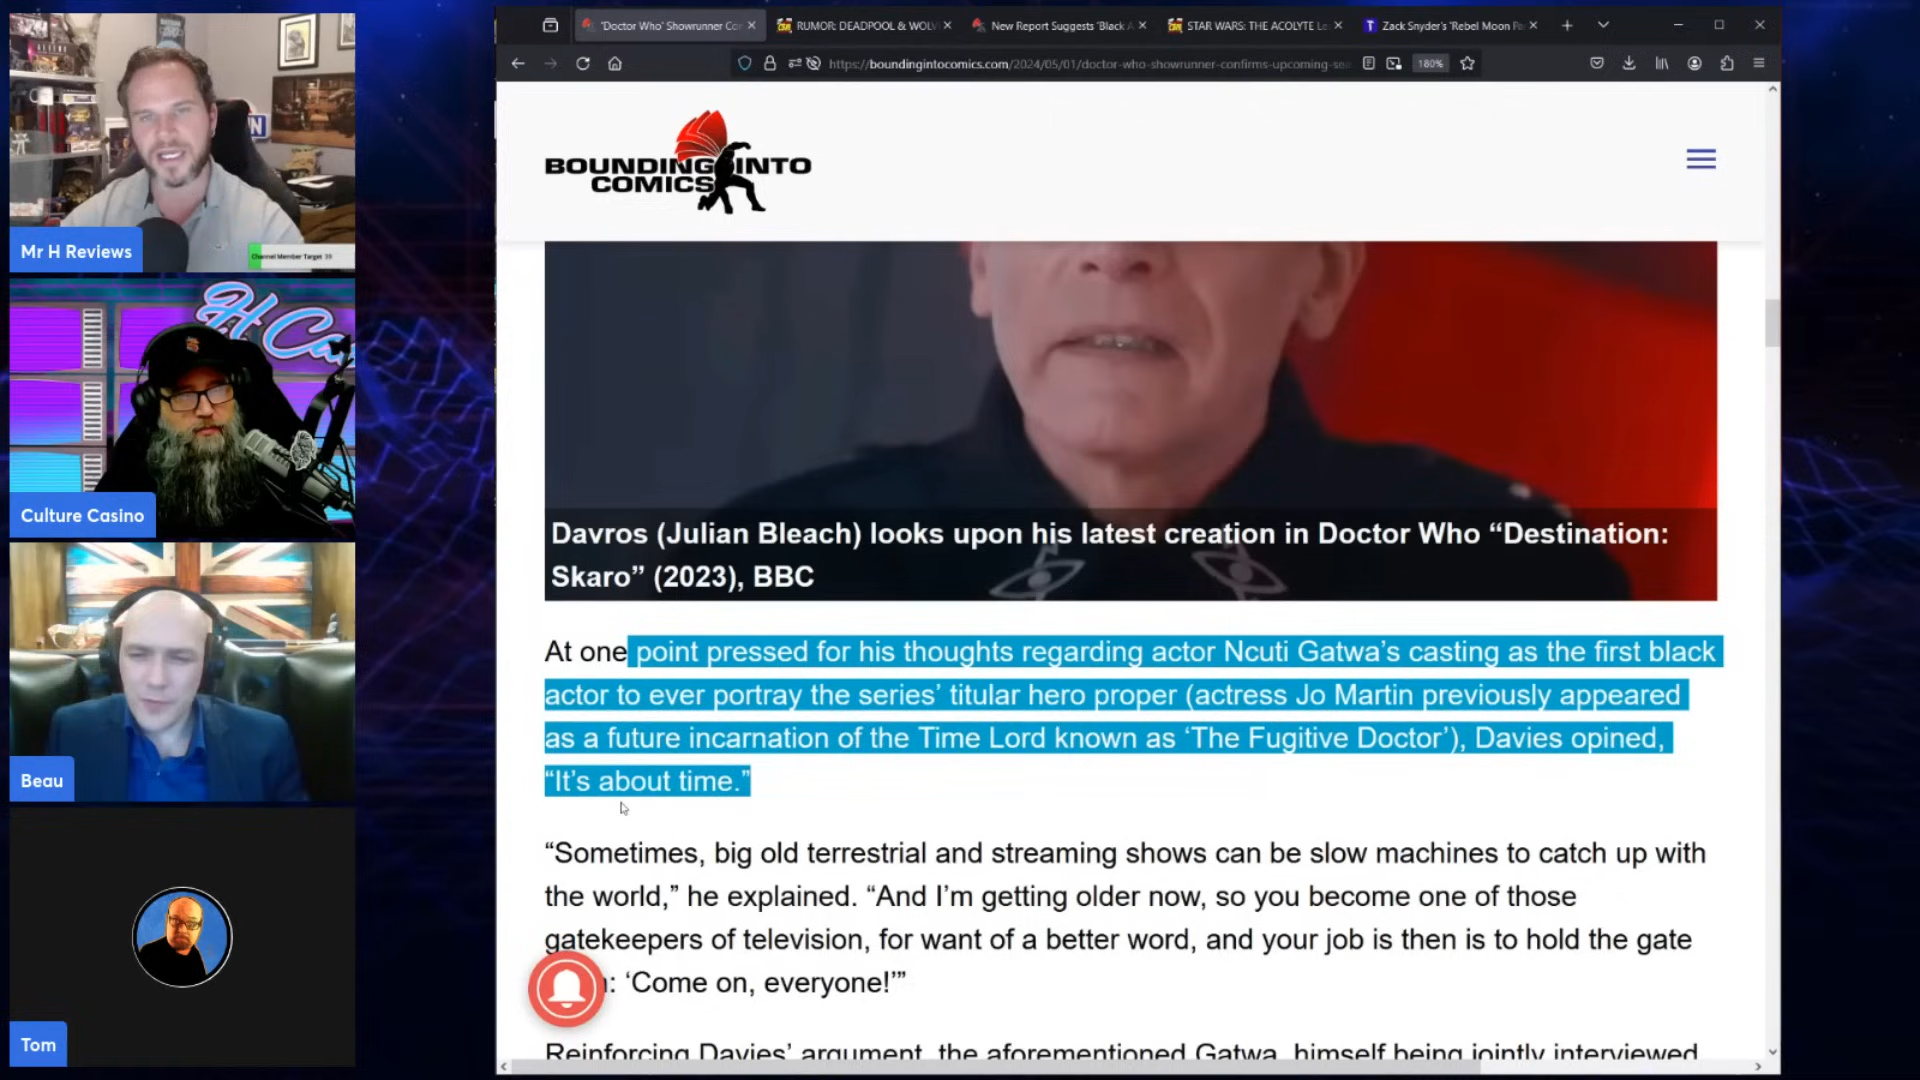 'Doctor Who' Showrunner Co
RUMOR: DEADPOOL & WOLV
New Report Suggests 'Black A
STAR WARS: THE ACOLYTE Le
Zack Snyder's 'Rebel Moon
https://boundingintocomics.com/2024/05/01/doctor-who-showrunner-confirms-upcoming-se
180%
BOUNDING INTO
COMICS
Davros (Julian Bleach) looks upon his latest creation in Doctor Who “Destination:
Skaro” (2023), BBC
At one point pressed for his thoughts regarding actor Ncuti Gatwa’s casting as the first black
actor to ever portray the series’ titular hero proper (actress Jo Martin previously appeared
as a future incarnation of the Time Lord known as ‘The Fugitive Doctor’), Davies opined,
“It’s about time.”
“Sometimes, big old terrestrial and streaming shows can be slow machines to catch up with
the world,” he explained. “And I’m getting older now, so you become one of those
gatekeepers of television, for want of a better word, and your job is then is to hold the gate
: ‘Come on, everyone!’”
Reinforcing Davies’ argument, the aforementioned Gatwa, himself being jointly interviewed
Mr H Reviews
Channel Member Target
Culture Casino
Beau
Tom